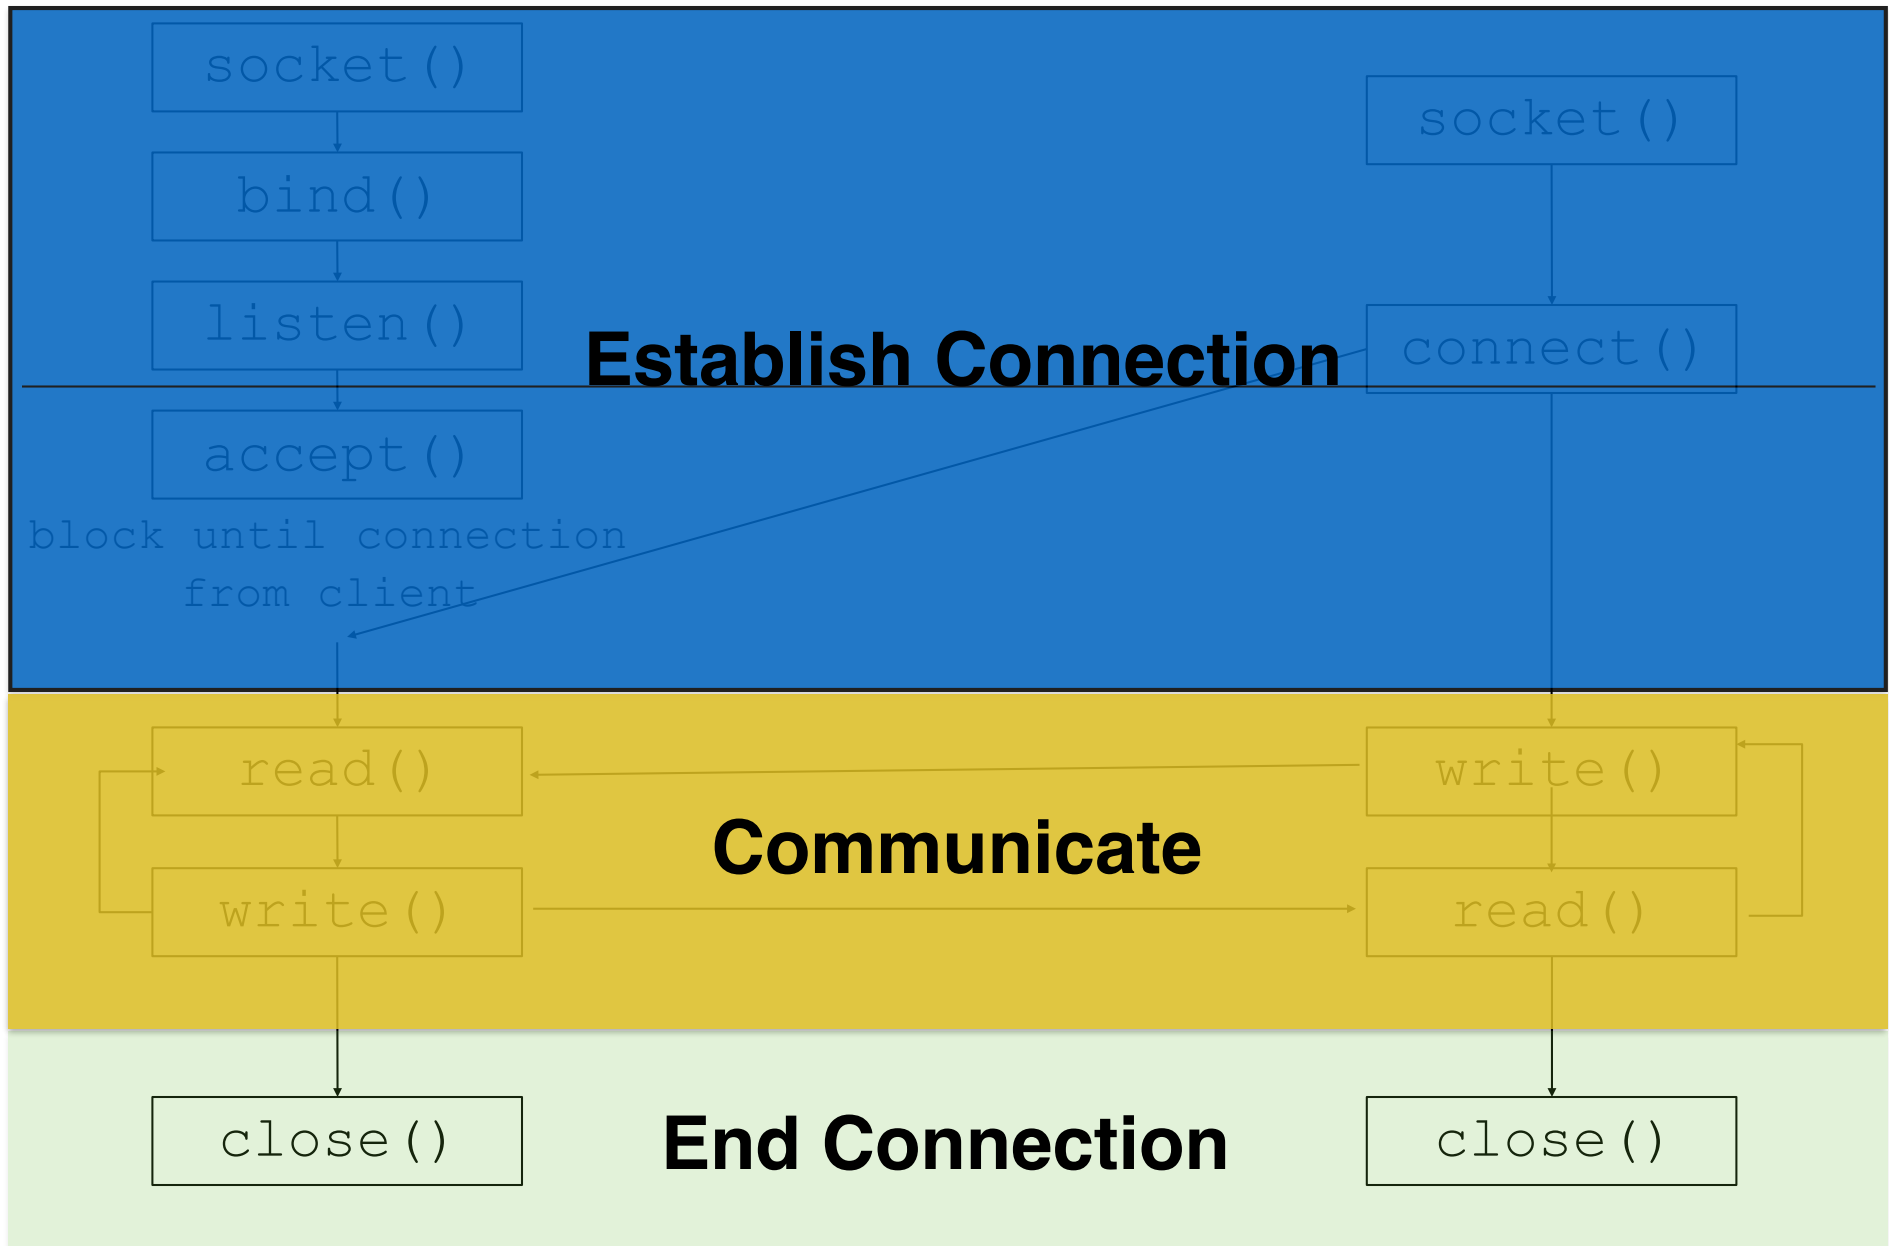 socket()
socket()
bind()
listen()
Establish Connection
connect()
accept()
block until connection
from client
read()
write()
Communicate
write()
read()
close()
End Connection
close()